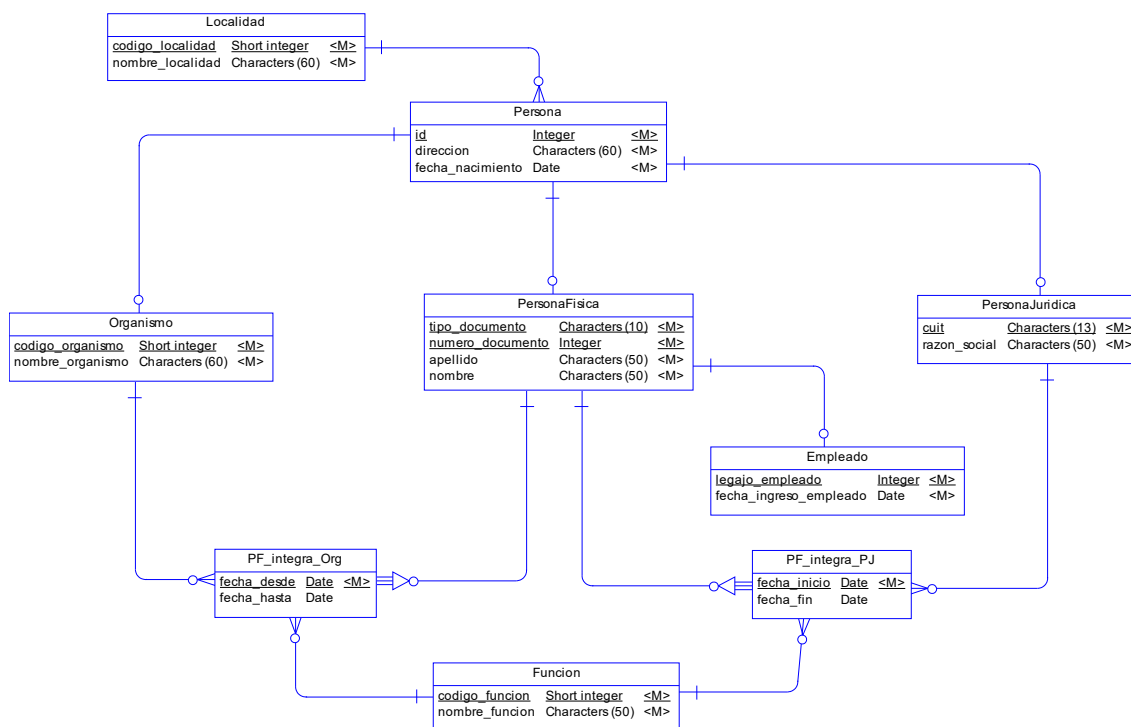 Localidad
codigo_localidad Short integer <M>
nombre_localidad Characters (60) <M>
Persona
id Integer <M>
direccion Characters (60) <M>
fecha_nacimiento Date <M>
Organismo
codigo_organismo Short integer <M>
nombre_organismo Characters (60) <M>
PersonaFisica
tipo_documento Characters (10) <M>
numero_documento Integer <M>
apellido Characters (50) <M>
nombre Characters (50) <M>
PersonaJuridica
cuit Characters (13) <M>
razon_social Characters (50) <M>
Empleado
legajo_empleado Integer <M>
fecha_ingreso_empleado Date <M>
PF_integra_Org
fecha_desde Date <M>
fecha_hasta Date
PF_integra_PJ
fecha_inicio Date <M>
fecha_fin Date
Funcion
codigo_funcion Short integer <M>
nombre_funcion Characters (50) <M>